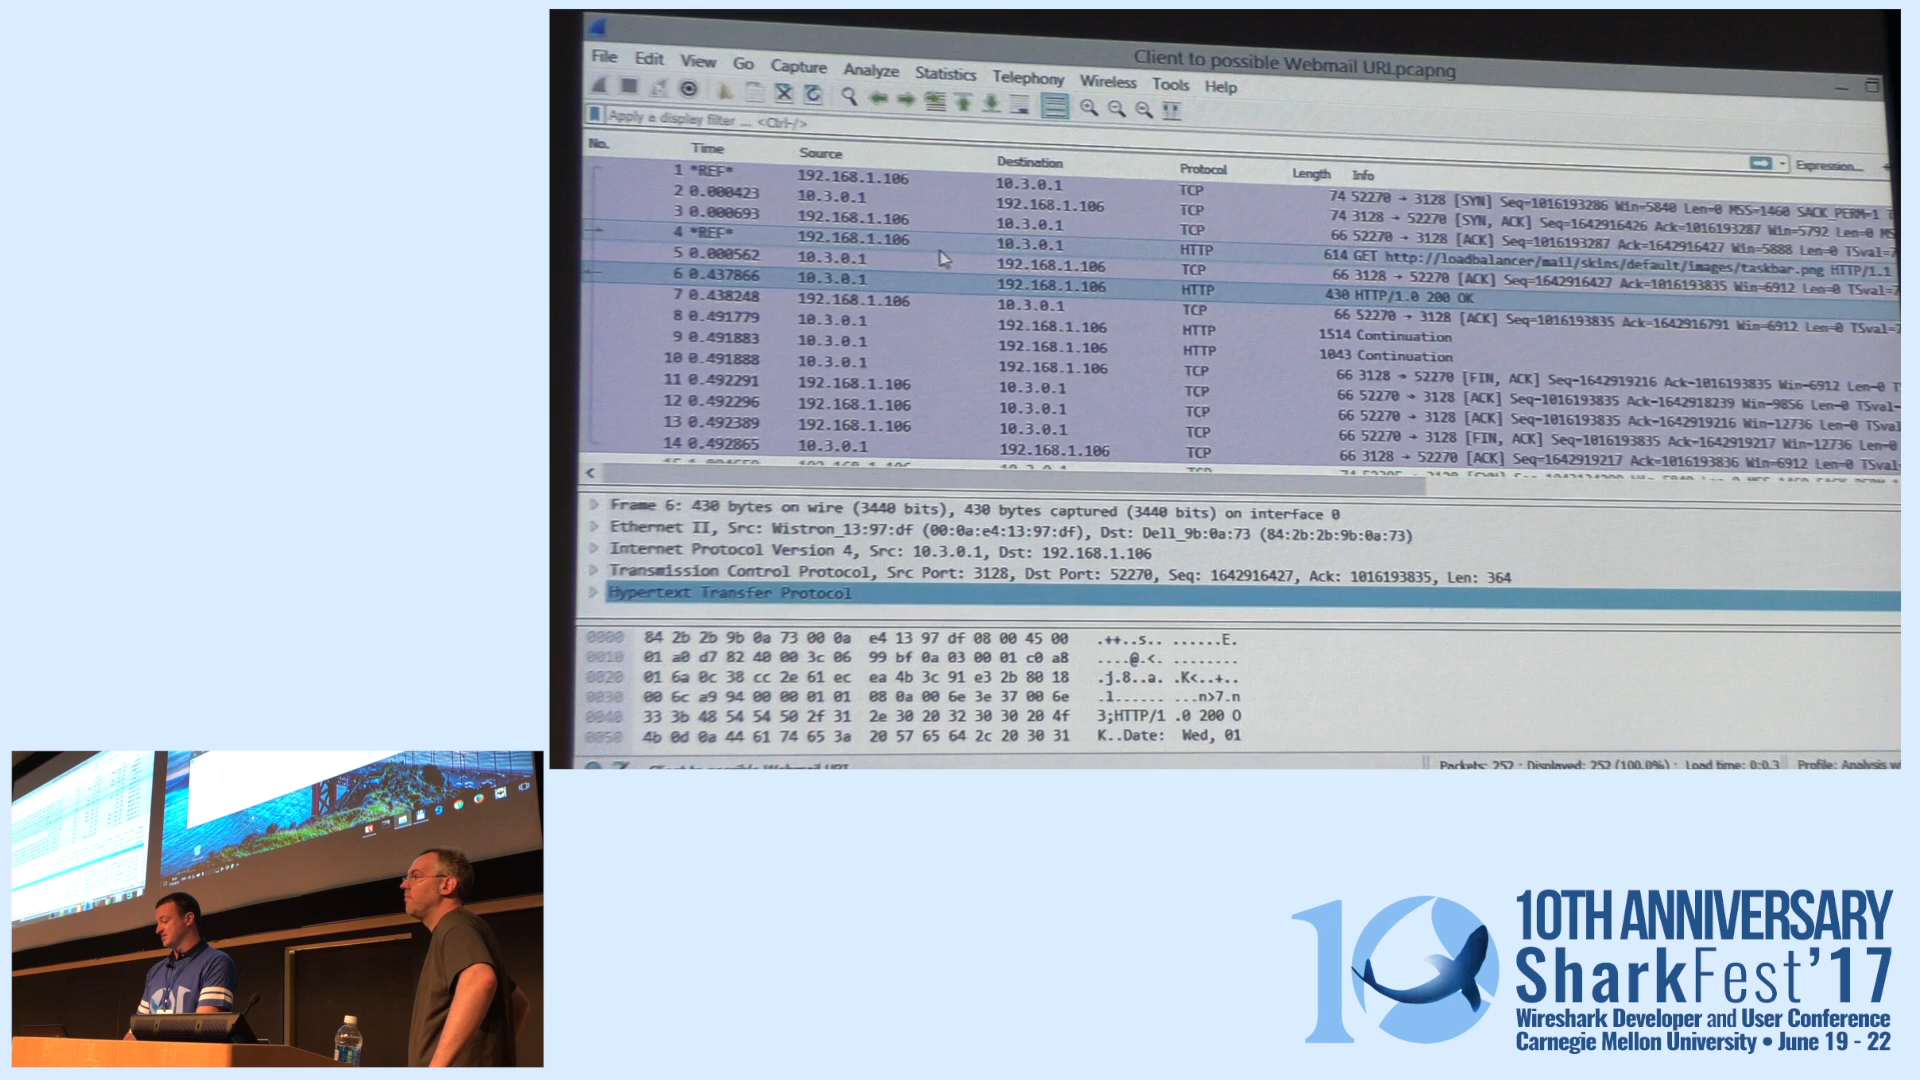 Client to possible Webmail URI.pcapng
File Edit View Go Capture Analyze Statistics Telephony Wireless Tools Help
Apply a display filter ... <Ctrl-/>
Expression...
No. Time Source Destination Protocol Length Info
1 *REF* 192.168.1.106 10.3.0.1 TCP 74 52270 → 3128 [SYN] Seq=1016193286 Win=5840 Len=0 MSS=1460 SACK_PERM=1
2 0.000423 10.3.0.1 192.168.1.106 TCP 74 3128 → 52270 [SYN, ACK] Seq=1642916426 Ack=1016193287 Win=5792 Len=0 MS
3 0.000693 192.168.1.106 10.3.0.1 TCP 66 52270 → 3128 [ACK] Seq=1016193287 Ack=1642916427 Win=5888 Len=0 TSval=7
4 *REF* 192.168.1.106 10.3.0.1 HTTP 614 GET http://loadbalancer/mail/skins/default/images/taskbar.png HTTP/1.1
5 0.000562 10.3.0.1 192.168.1.106 TCP 66 3128 → 52270 [ACK] Seq=1642916427 Ack=1016193835 Win=6912 Len=0 TSval=7
6 0.437866 10.3.0.1 192.168.1.106 HTTP 430 HTTP/1.0 200 OK
7 0.438248 192.168.1.106 10.3.0.1 TCP 66 52270 → 3128 [ACK] Seq=1016193835 Ack=1642916791 Win=6912 Len=0 TSval=7
8 0.491779 10.3.0.1 192.168.1.106 HTTP 1514 Continuation
9 0.491883 10.3.0.1 192.168.1.106 HTTP 1043 Continuation
10 0.491888 10.3.0.1 192.168.1.106 TCP 66 3128 → 52270 [FIN, ACK] Seq=1642919216 Ack=1016193835 Win=6912 Len=0 T
11 0.492291 192.168.1.106 10.3.0.1 TCP 66 52270 → 3128 [ACK] Seq=1016193835 Ack=1642918239 Win=9856 Len=0 TSval=
12 0.492296 192.168.1.106 10.3.0.1 TCP 66 52270 → 3128 [ACK] Seq=1016193835 Ack=1642919216 Win=12736 Len=0 TSva
13 0.492389 192.168.1.106 10.3.0.1 TCP 66 52270 → 3128 [FIN, ACK] Seq=1016193835 Ack=1642919217 Win=12736 Len=0
14 0.492865 10.3.0.1 192.168.1.106 TCP 66 3128 → 52270 [ACK] Seq=1642919217 Ack=1016193836 Win=6912 Len=0 TSval
Frame 6: 430 bytes on wire (3440 bits), 430 bytes captured (3440 bits) on interface 0
Ethernet II, Src: Wistron_13:97:df (00:0a:e4:13:97:df), Dst: Dell_9b:0a:73 (84:2b:2b:9b:0a:73)
Internet Protocol Version 4, Src: 10.3.0.1, Dst: 192.168.1.106
Transmission Control Protocol, Src Port: 3128, Dst Port: 52270, Seq: 1642916427, Ack: 1016193835, Len: 364
Hypertext Transfer Protocol
0000 84 2b 2b 9b 0a 73 00 0a e4 13 97 df 08 00 45 00 .++..s.. ......E.
0010 01 a0 d7 82 40 00 3c 06 99 bf 0a 03 00 01 c0 a8 ....@.<. ........
0020 01 6a 0c 38 cc 2e 61 ec ea 4b 3c 91 e3 2b 80 18 .j.8..a. .K<..+..
0030 00 6c a9 94 00 00 01 01 08 0a 00 6e 3e 37 00 6e .l...... ...n>7.n
0040 33 3b 48 54 54 50 2f 31 2e 30 20 32 30 30 20 4f 3;HTTP/1 .0 200 O
0050 4b 0d 0a 44 61 74 65 3a 20 57 65 64 2c 20 30 31 K..Date: Wed, 01
Packets: 252 · Displayed: 252 (100.0%) · Load time: 0:0.3 Profile: Analysis
10
10TH ANNIVERSARY
SharkFest'17
Wireshark Developer and User Conference
Carnegie Mellon University • June 19 - 22